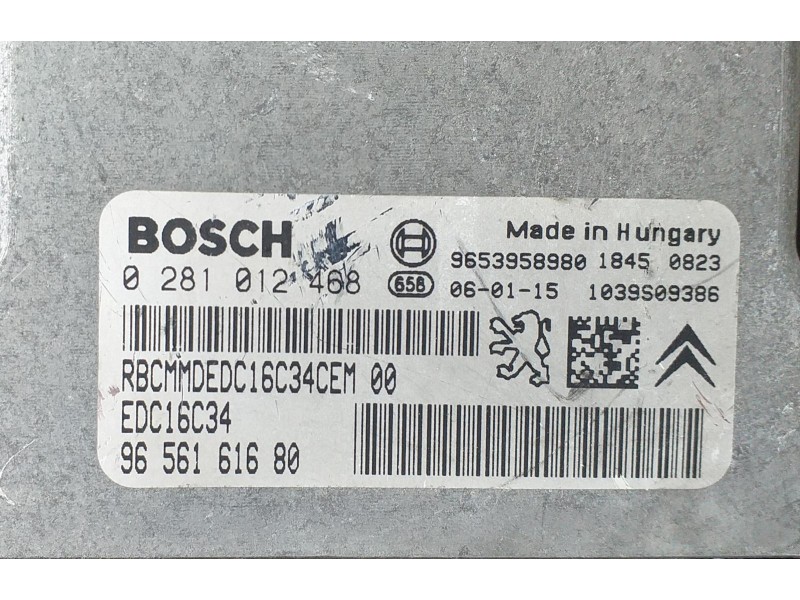 BOSCH
Made in Hungary
0 281 012 468
9653958980 1845 0823
658
06-01-15 1039S09386
RBCMMDEDC16C34CEM 00
EDC16C34
96 561 616 80